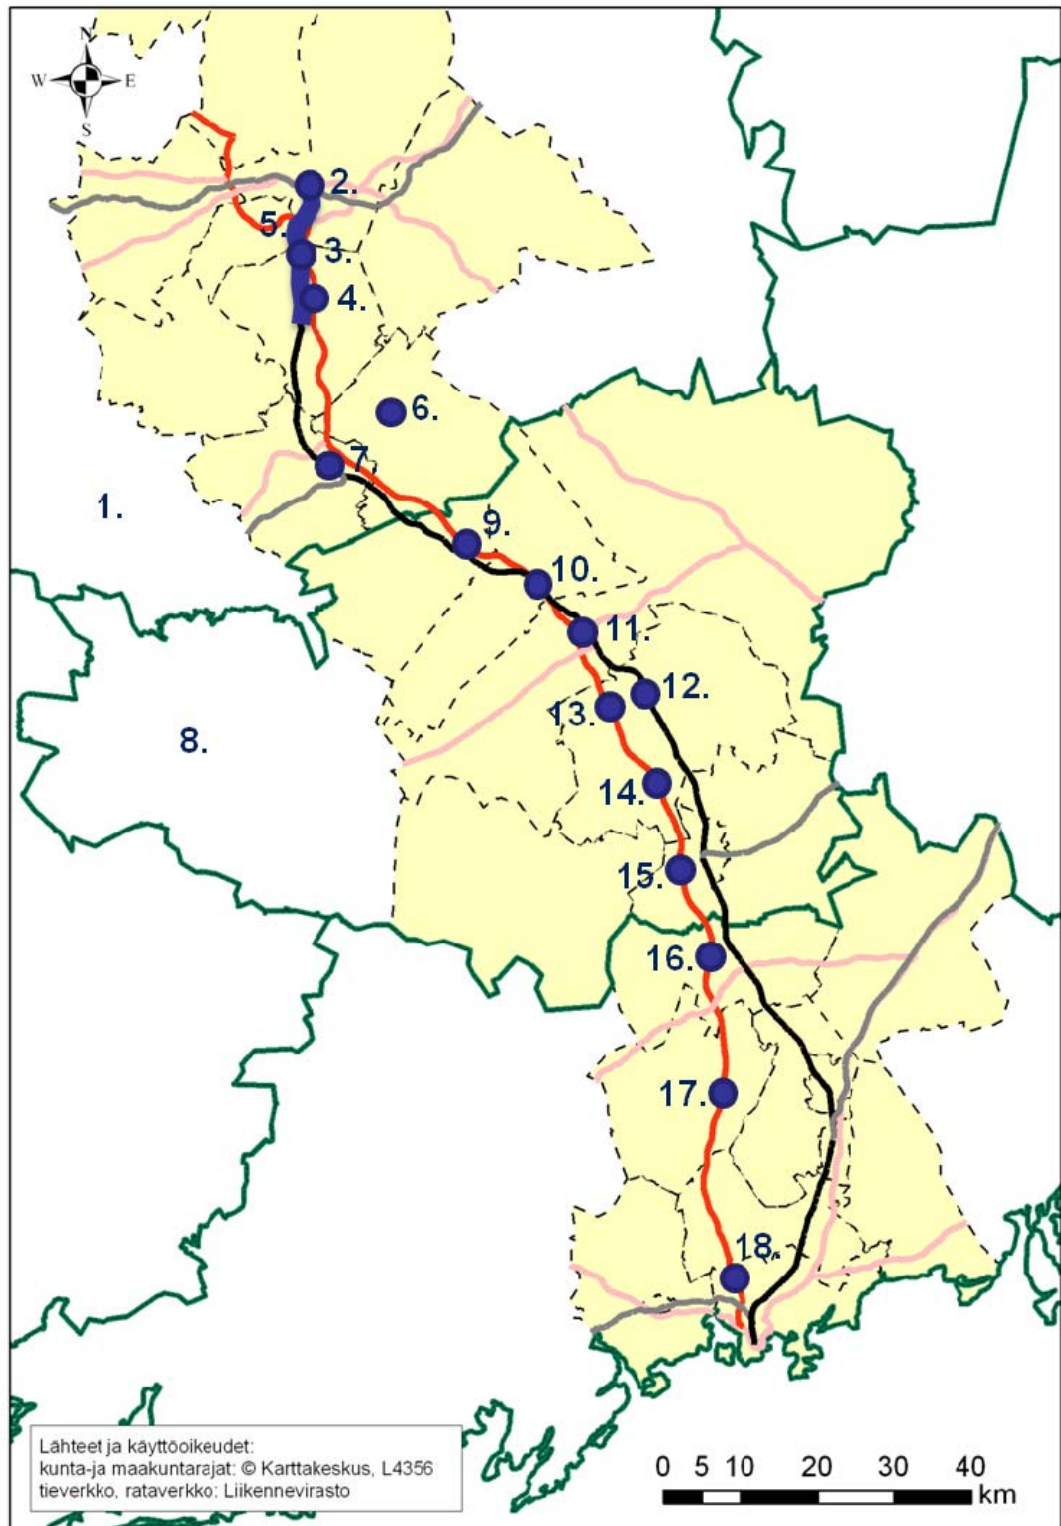 N
W E
S
2.
5.
3.
4.
6.
7.
1.
9.
10.
11.
12.
13.
8.
14.
15.
16.
17.
18.
Lähteet ja käyttöoikeudet:
kunta-ja maakuntarajat: © Karttakeskus, L4356
tieverkko, rataverkko: Liikennevirasto
0 5 10 20 30 40
km